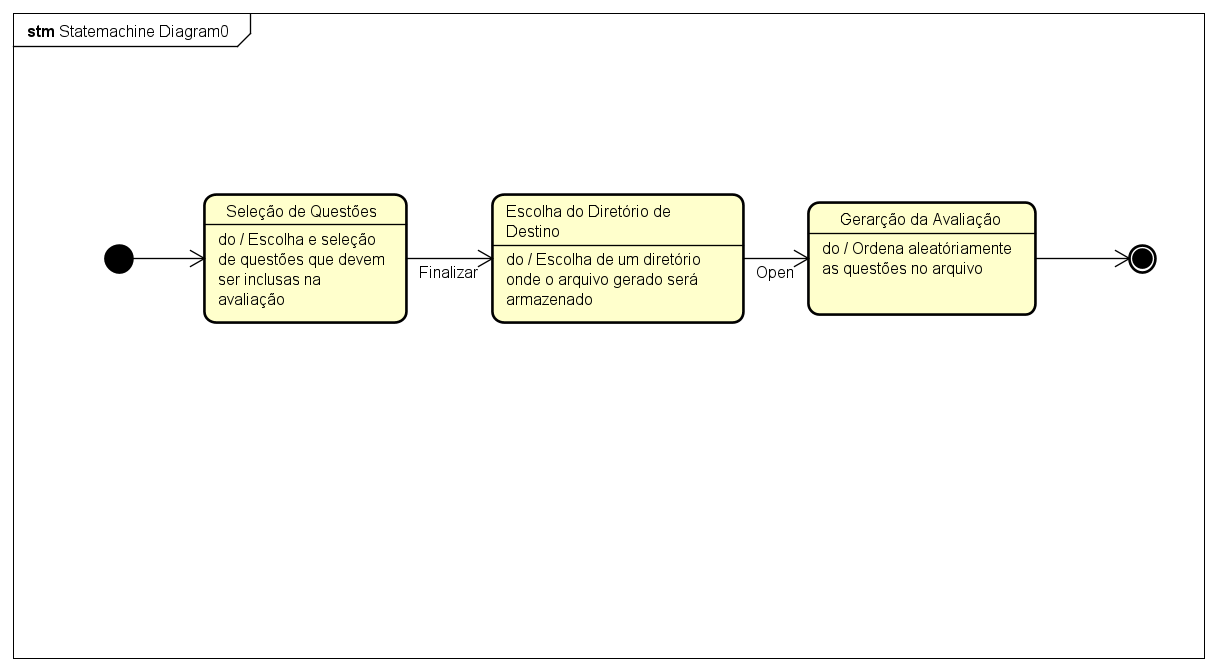 stm Statemachine Diagram0
Seleção de Questões
do / Escolha e seleção
de questões que devem
ser inclusas na
avaliação
Finalizar
Escolha do Diretório de
Destino
do / Escolha de um diretório
onde o arquivo gerado será
armazenado
Open
Gerarção da Avaliação
do / Ordena aleatóriamente
as questões no arquivo